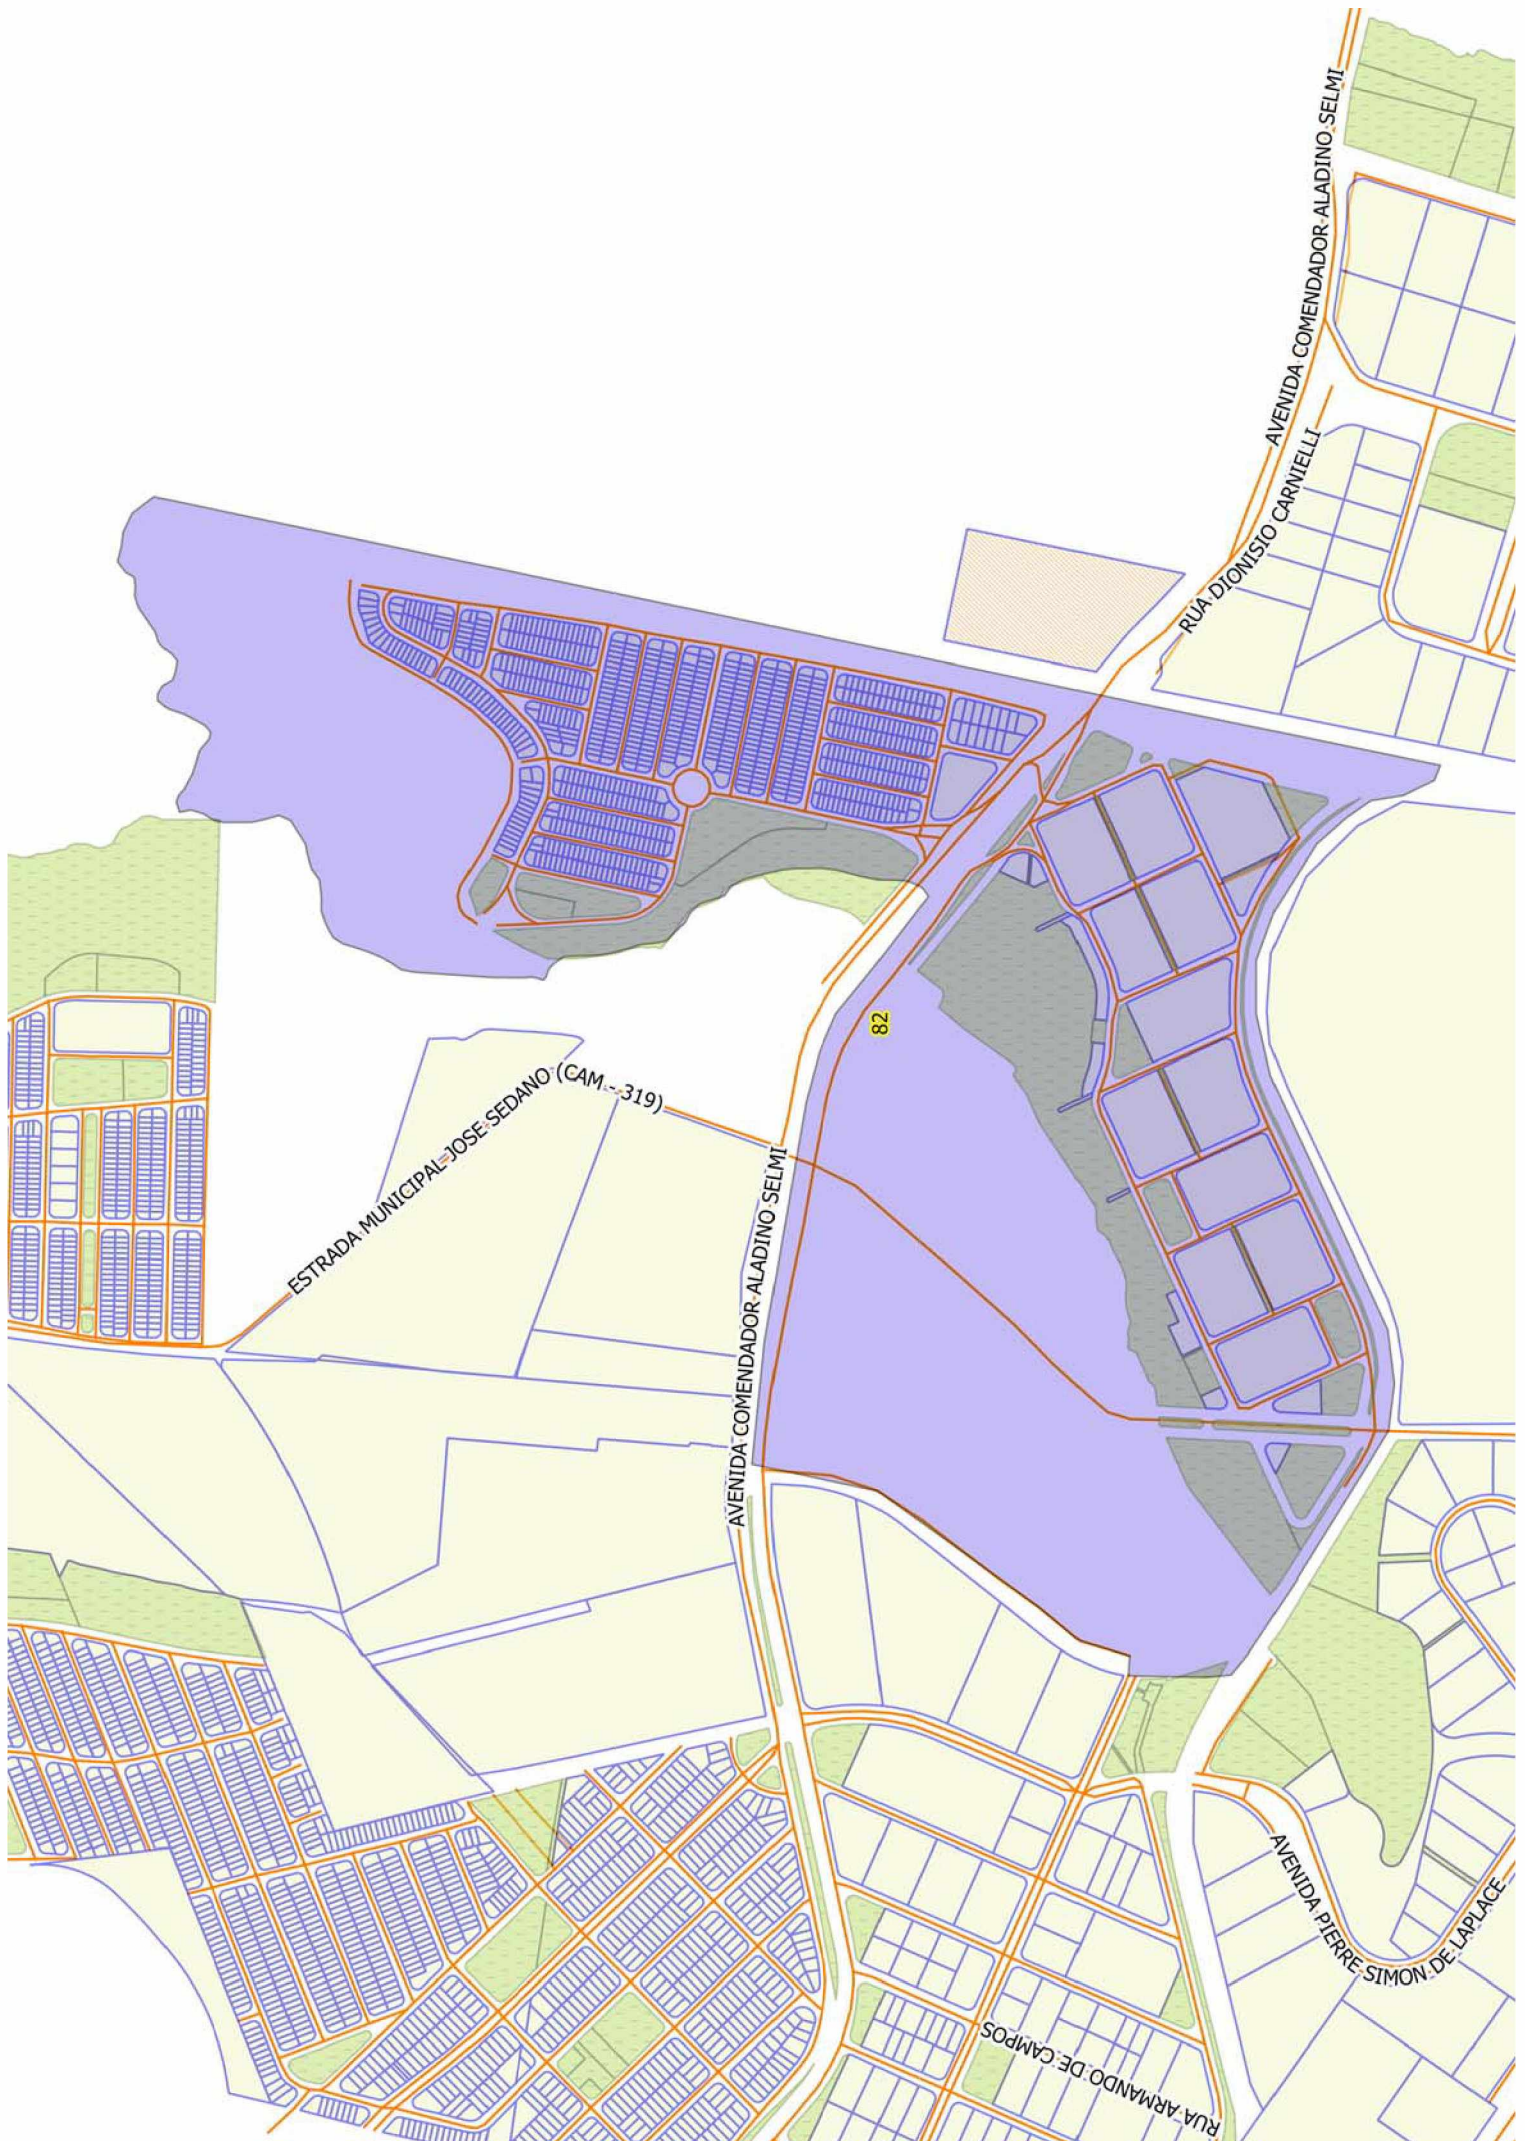 AVENIDA COMENDADOR ALADINO SELMI
RUA DIONISIO CARNIELLI
82
ESTRADA MUNICIPAL JOSE SEDANO (CAM - 319)
AVENIDA COMENDADOR ALADINO SELMI
AVENIDA PIERRE SIMON DE LAPLACE
RUA ARMANDO DE CAMPOS